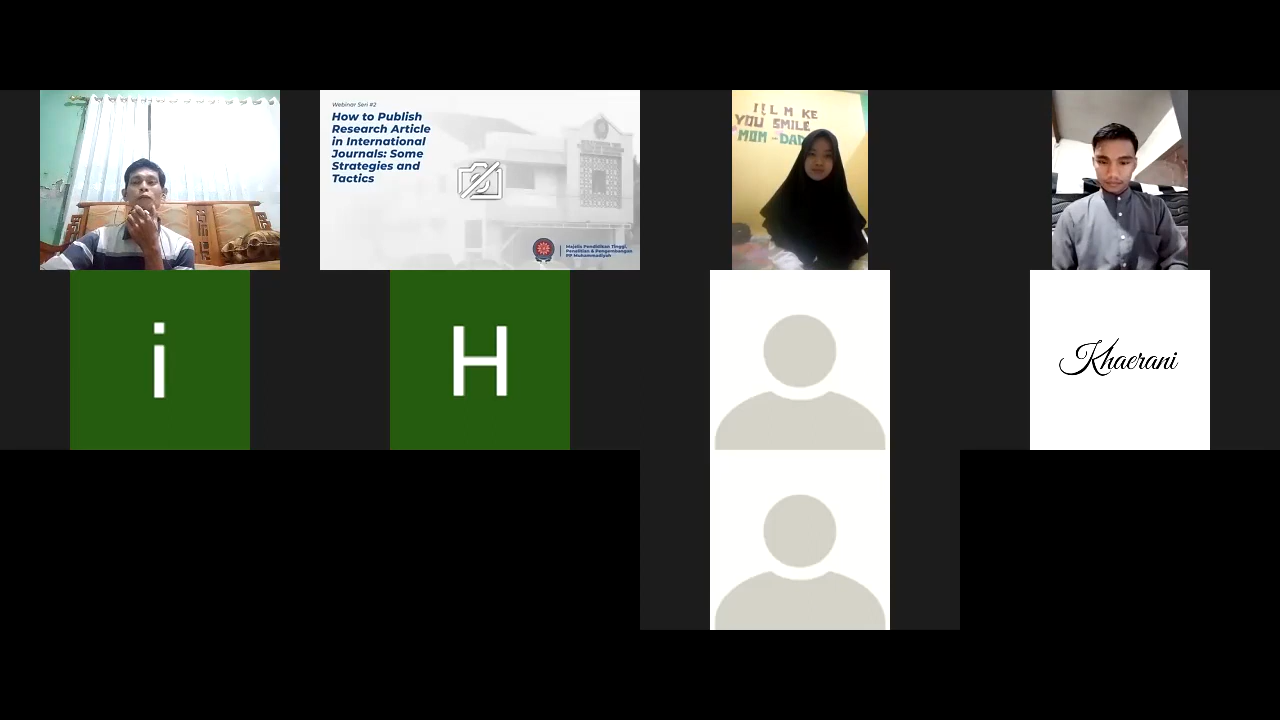 Webinar Seri #2
How to Publish
Research Article
in International
Journals: Some
Strategies and
Tactics
Majelis Pendidikan Tinggi,
Penelitian & Pengembangan
PP Muhammadiyah
I'LL M KE
YOU SMILE
MOM - DAD
i
H
Khaerani